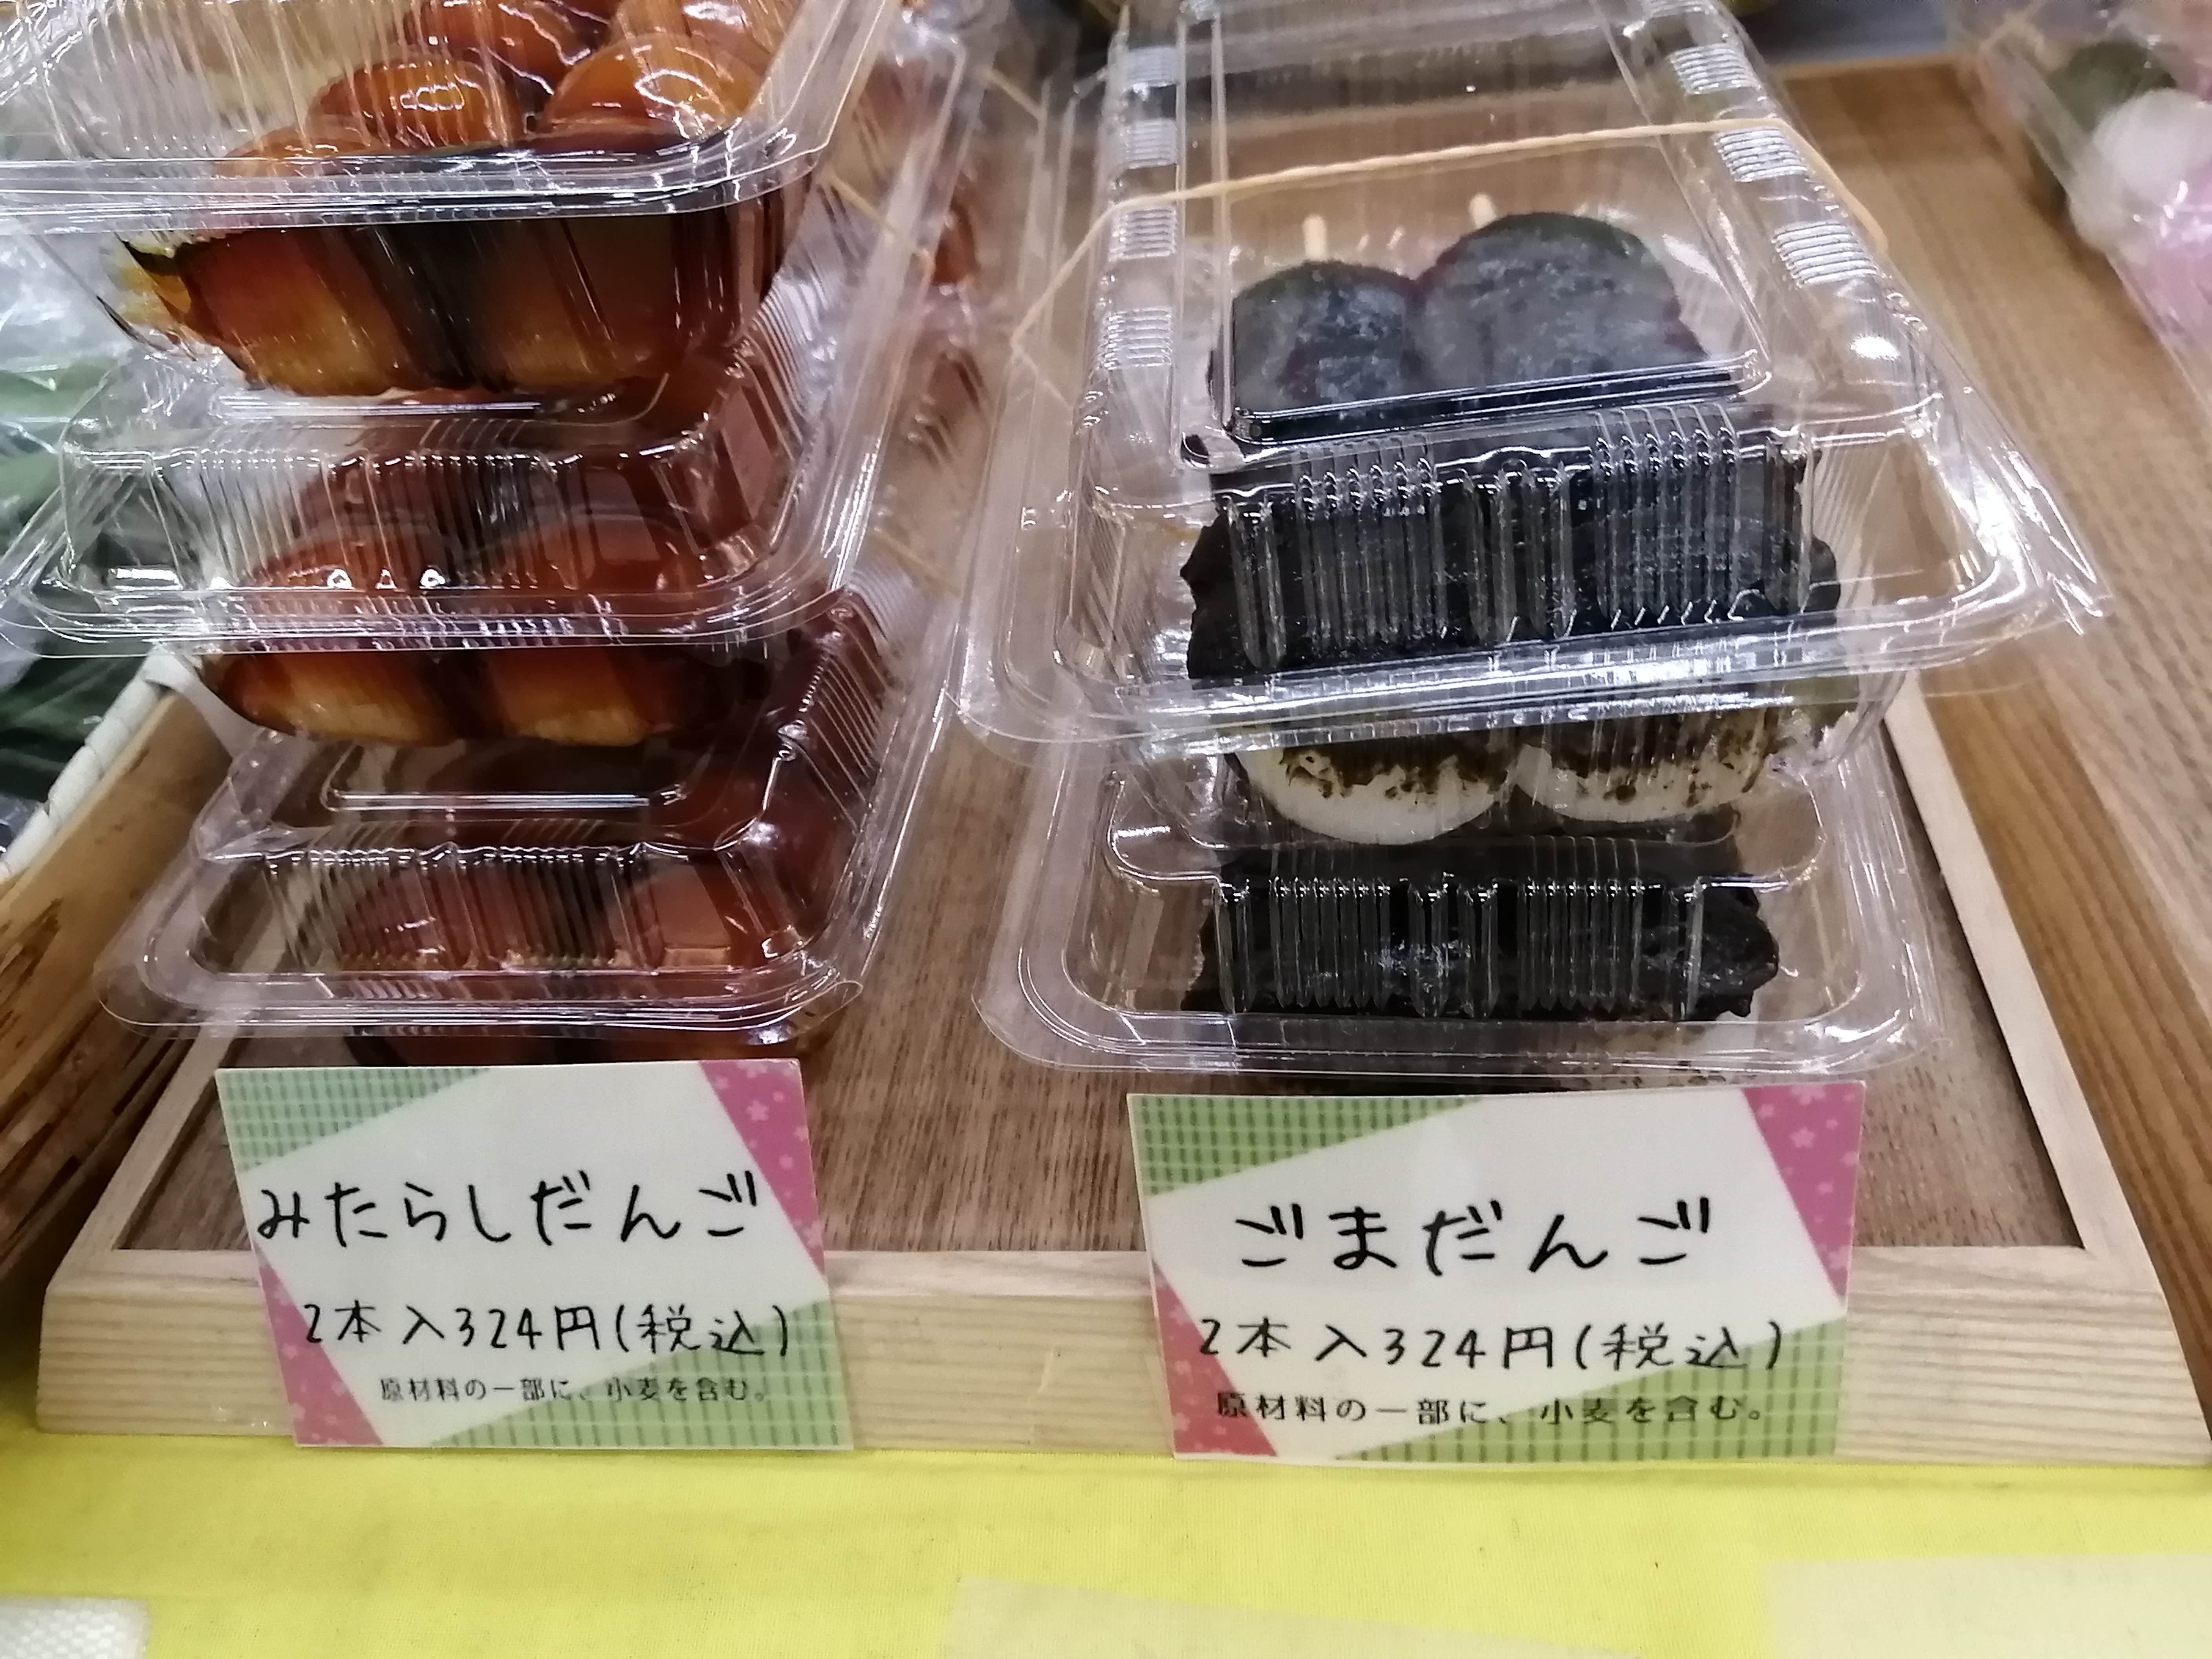 みたらしだんご
2本入324円(税込)
原材料の一部に、小麦を含む。
ごまだんご
2本入324円(税込)
原材料の一部に、小麦を含む。